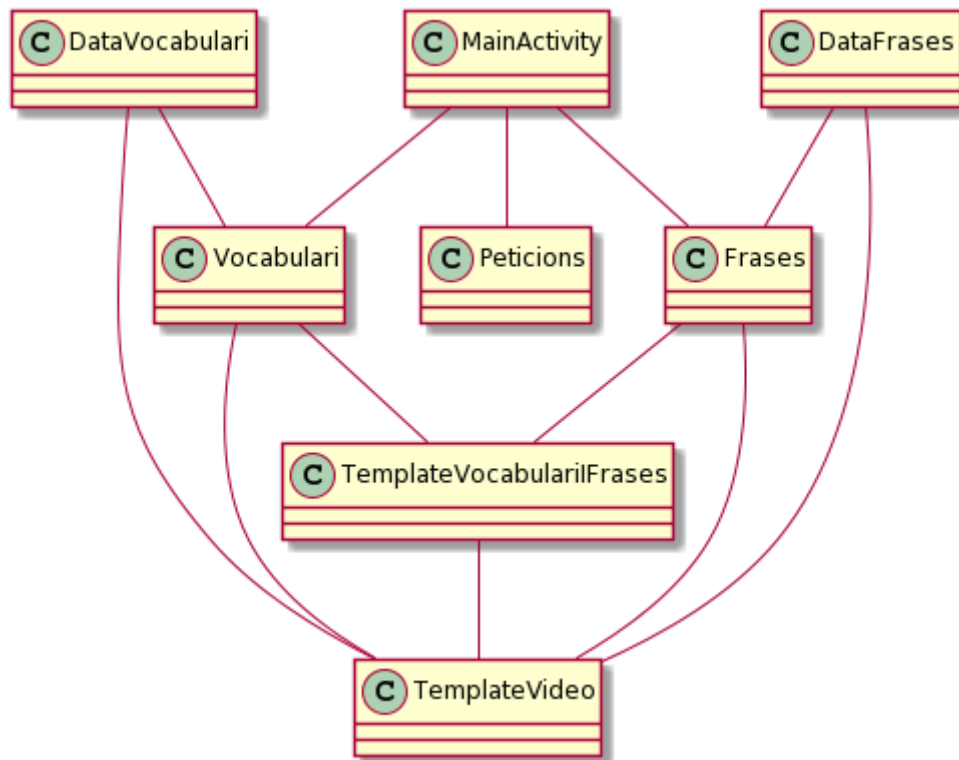 C DataVocabulari
C MainActivity
C DataFrases
C Vocabulari
C Peticions
C Frases
C TemplateVocabulariIFrases
C TemplateVideo